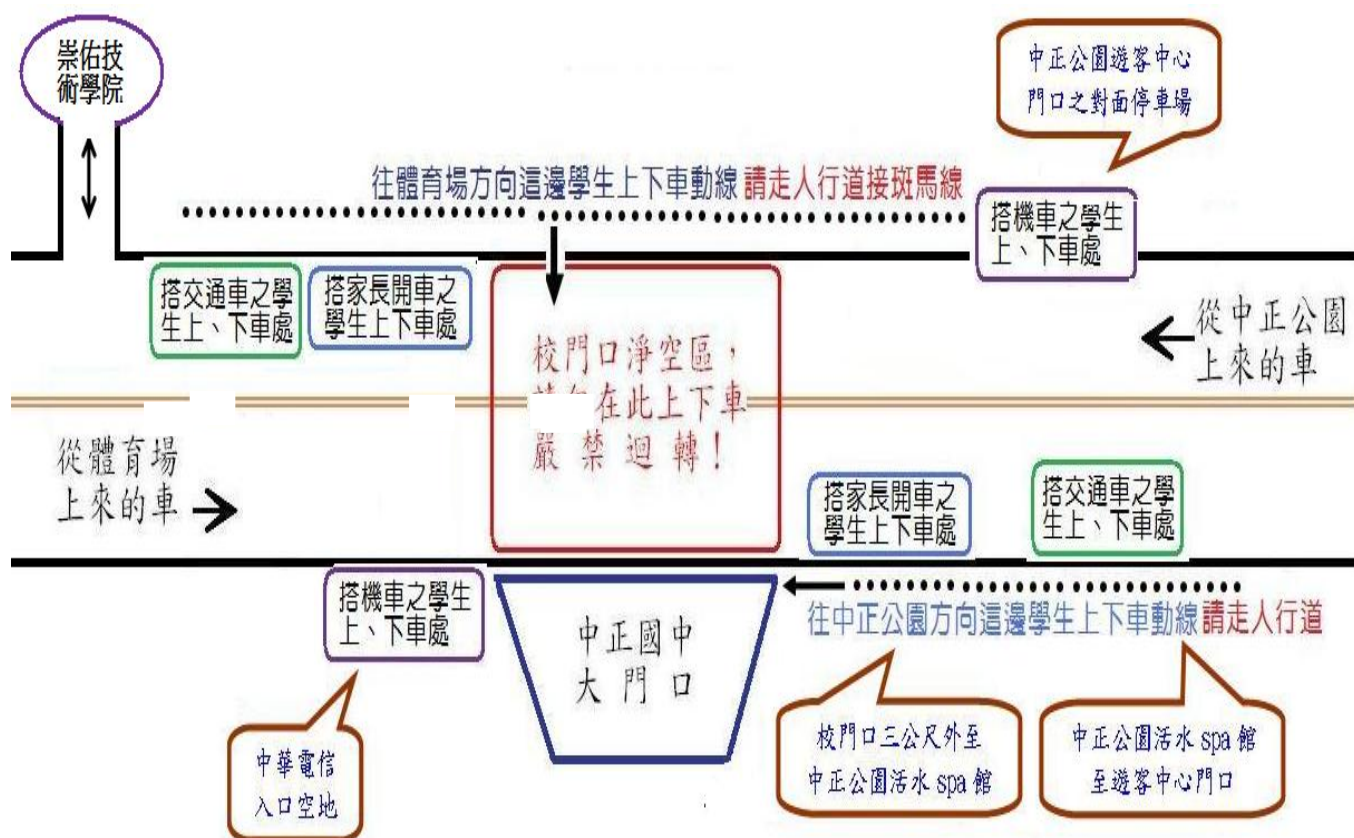 崇佑技
術學院
中正公園遊客中心
門口之對面停車場
往體育場方向這邊學生上下車動線 請走人行道接斑馬線
搭機車之學生
上、下車處
搭交通車之學
生上、下車處
搭家長開車之
學生上下車處
校門口淨空區，
在此上下車
嚴禁迴轉！
從中正公園
上來的車
從體育場
上來的車
搭家長開車之
學生上下車處
搭交通車之學
生上、下車處
搭機車之學生
上、下車處
中正國中
大門口
往中正公園方向這邊學生上下車動線 請走人行道
中華電信
入口空地
校門口三公尺外至
中正公園活水 spa 館
中正公園活水 spa 館
至遊客中心門口